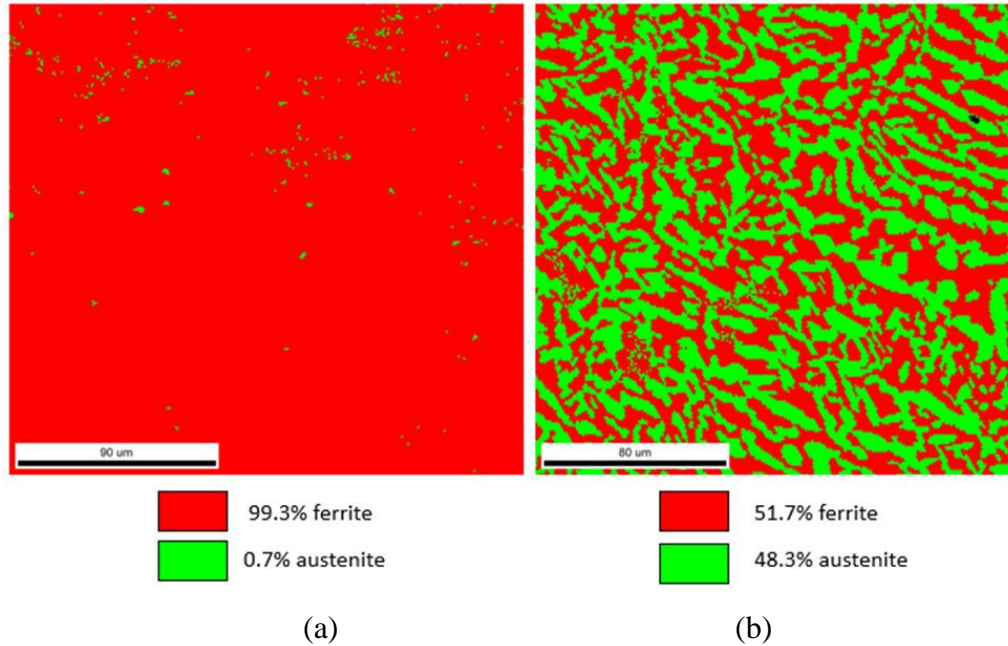 90 um
80 um
99.3% ferrite
51.7% ferrite
0.7% austenite
48.3% austenite
(a)
(b)